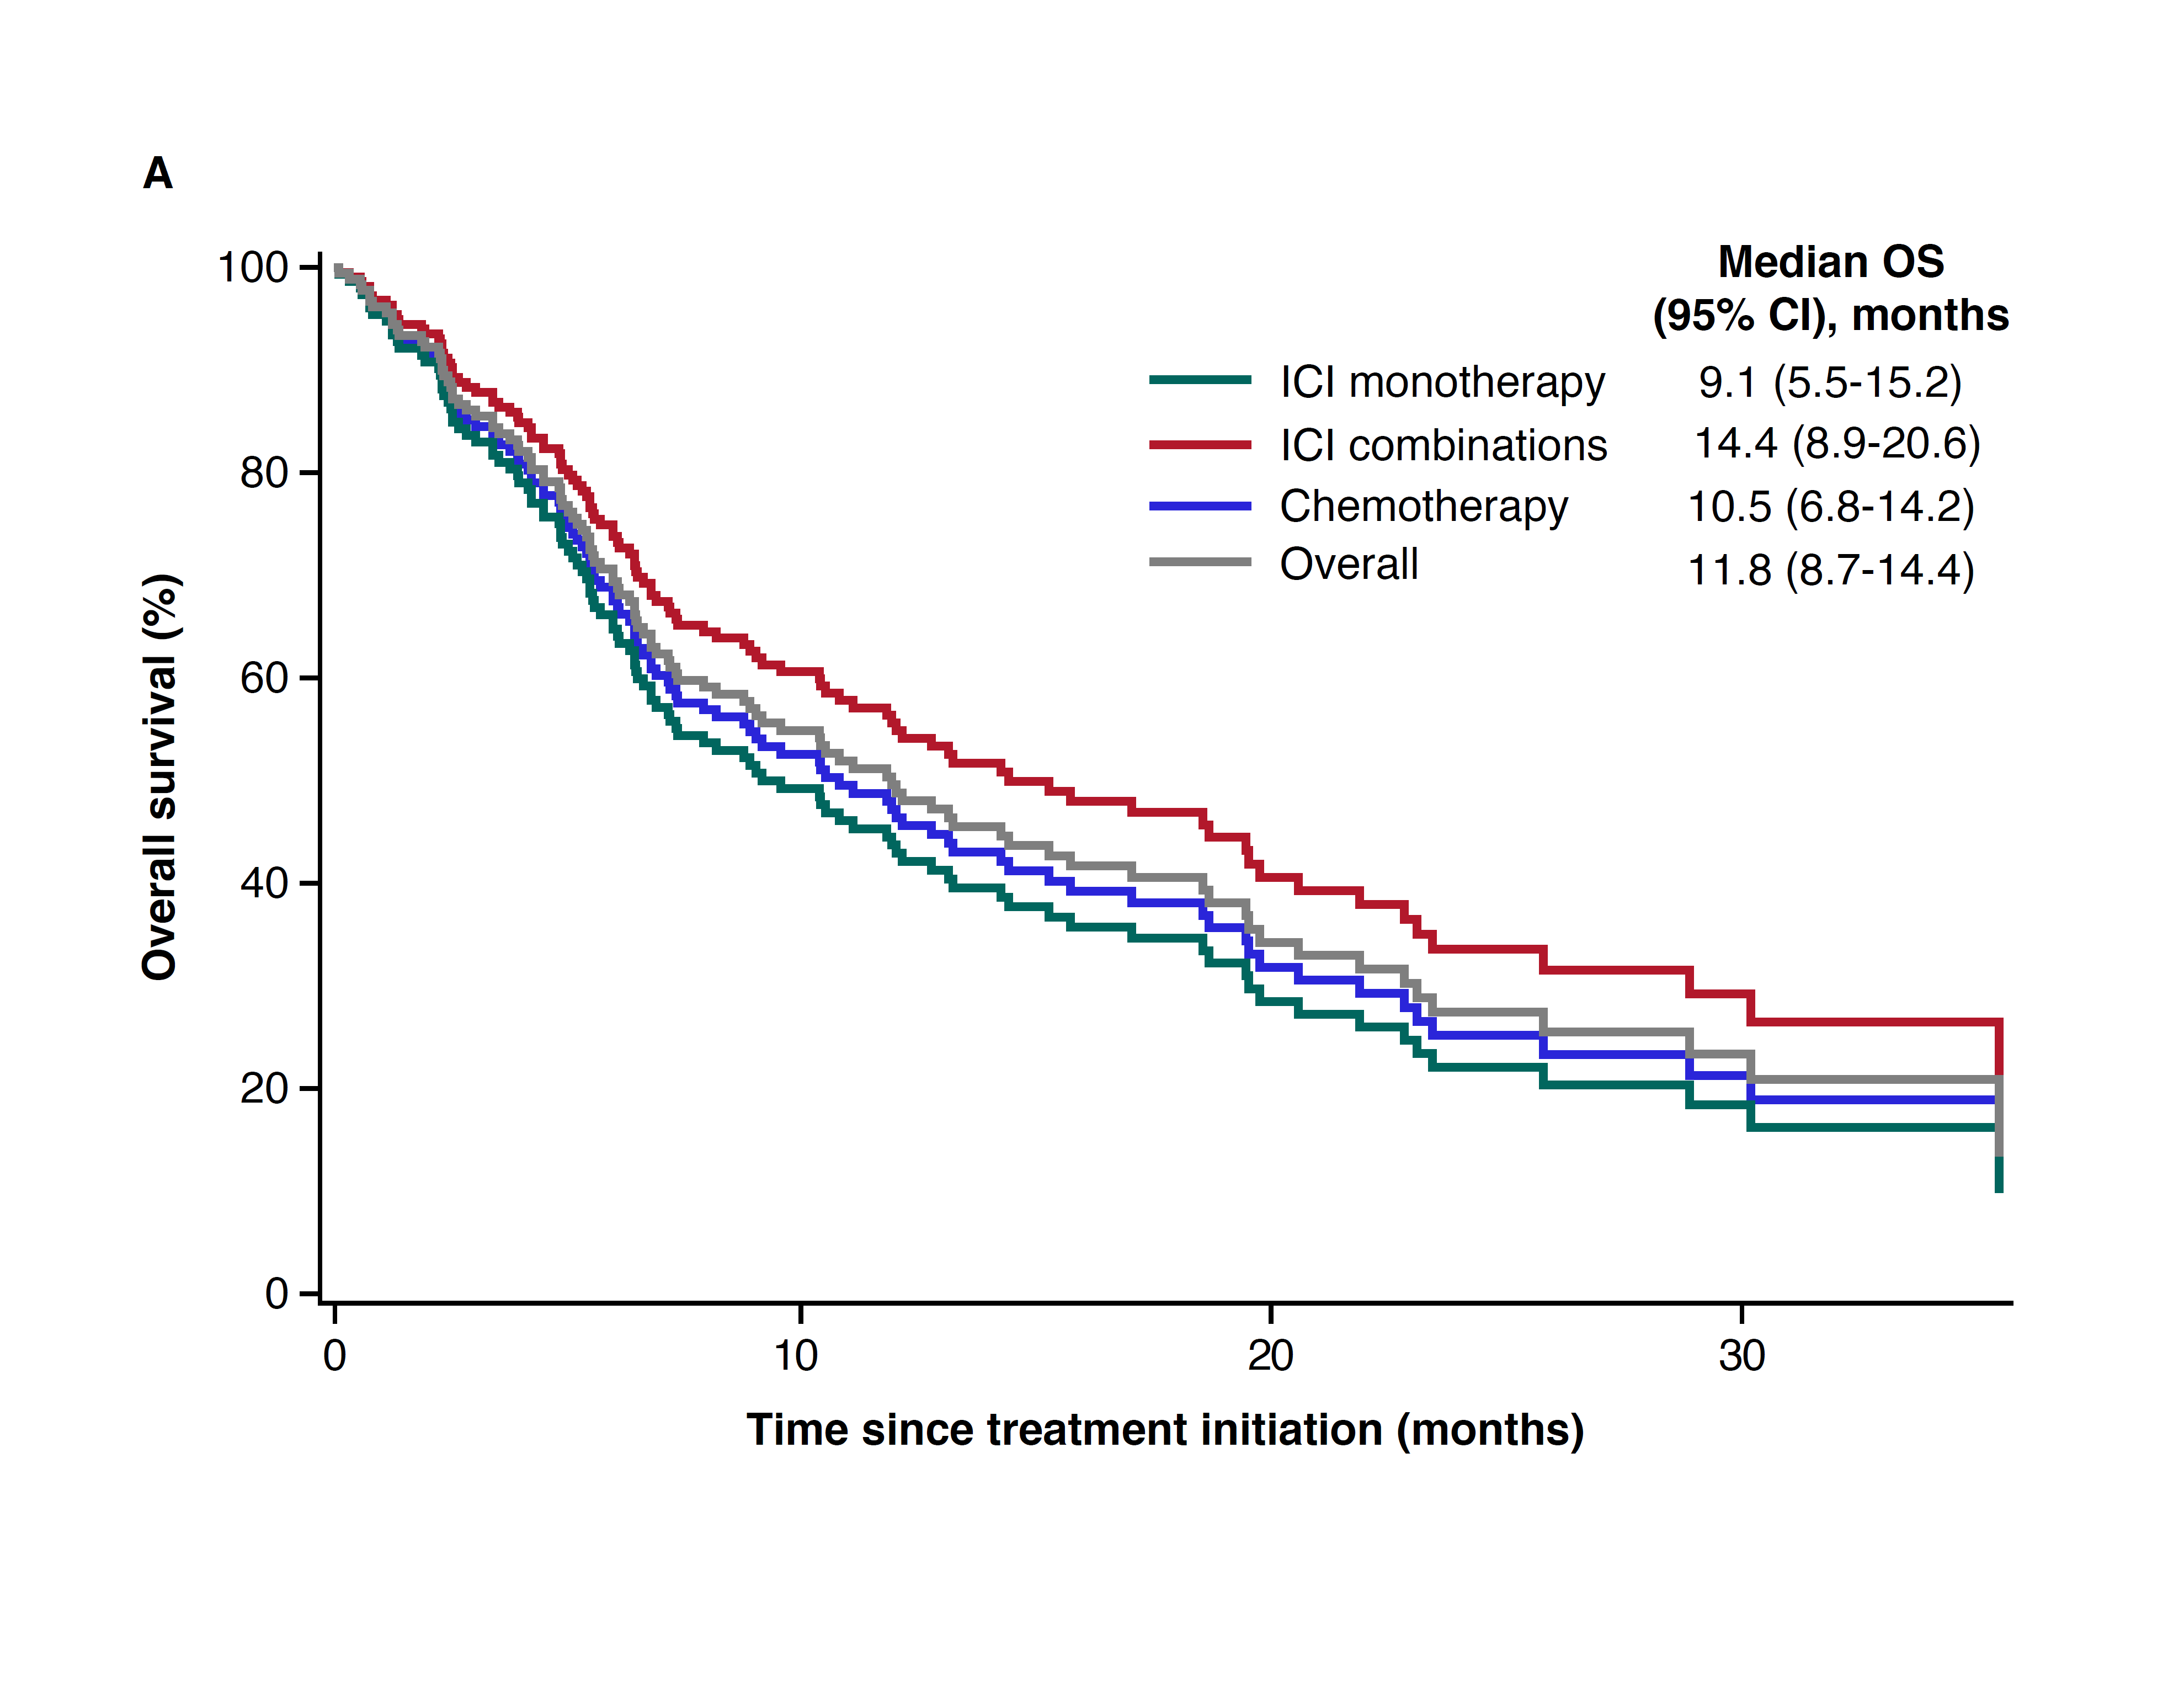 A
Median OS
(95% CI), months
ICI monotherapy 9.1 (5.5-15.2)
ICI combinations 14.4 (8.9-20.6)
Chemotherapy 10.5 (6.8-14.2)
Overall 11.8 (8.7-14.4)
Overall survival (%)
100
80
60
40
20
0
0 10 20 30
Time since treatment initiation (months)